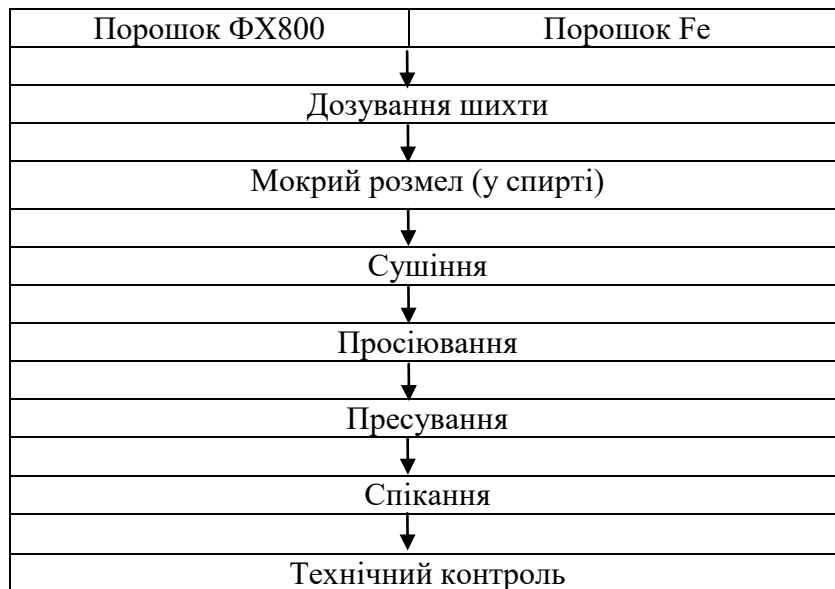 Порошок ФХ800 Порошок Fe
Дозування шихти
Мокрий розмел (у спирті)
Сушіння
Просіювання
Пресування
Спікання
Технічний контроль